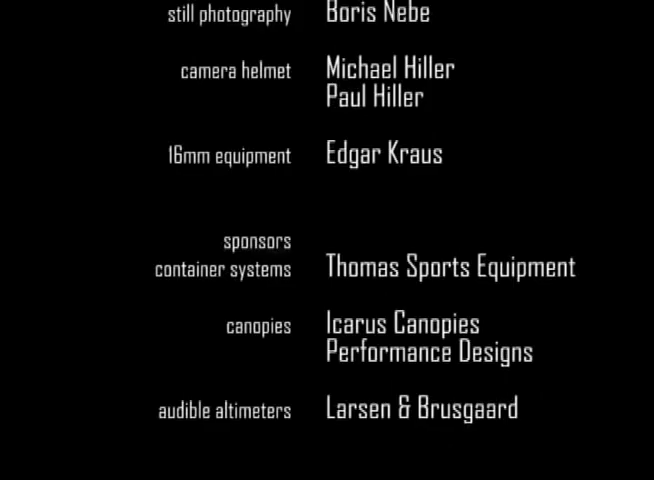 still photography Boris Nebe
camera helmet Michael Hiller
Paul Hiller
16mm equipment Edgar Kraus
sponsors
container systems Thomas Sports Equipment
canopies Icarus Canopies
Performance Designs
audible altimeters Larsen & Brusgaard